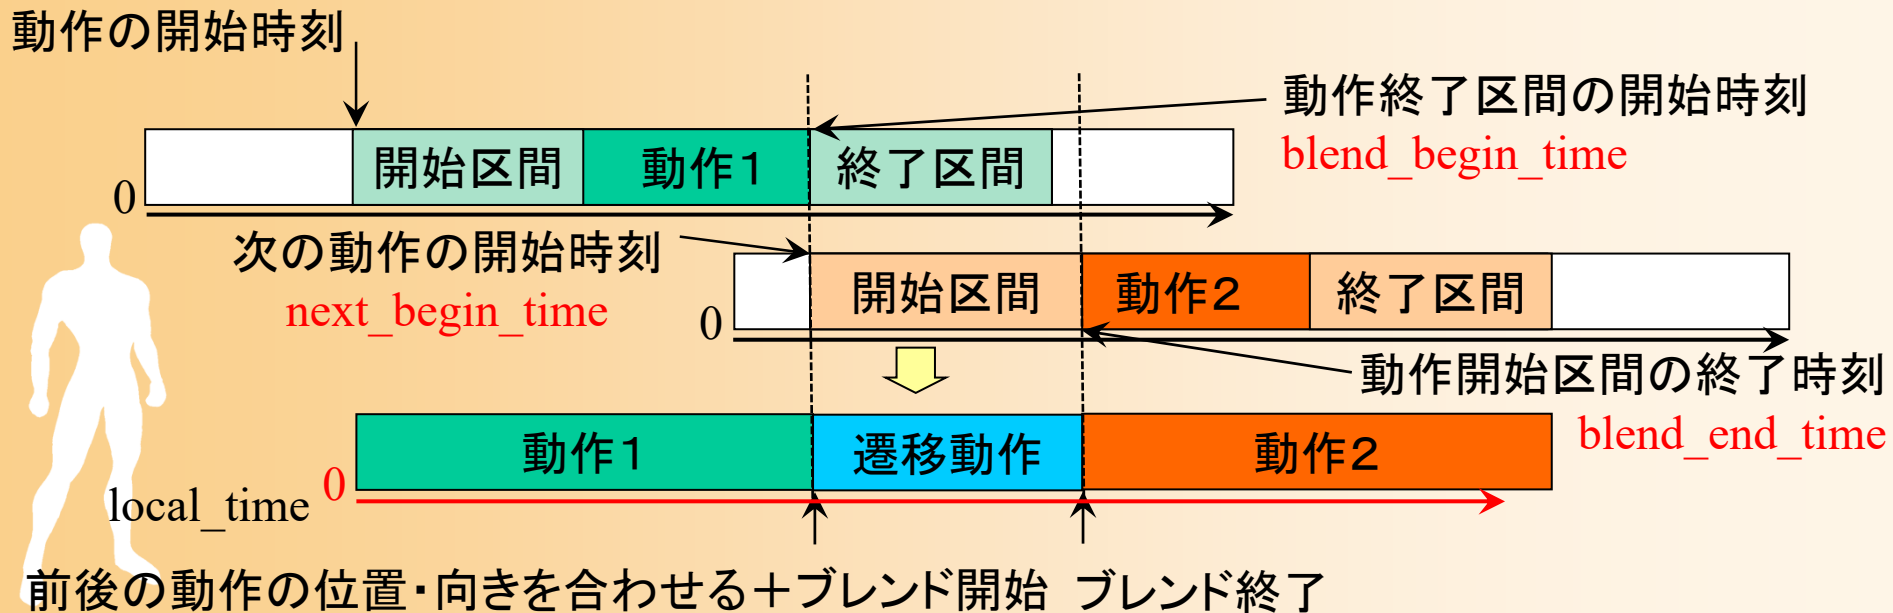 動作の開始時刻
動作終了区間の開始時刻
blend_begin_time
開始区間 動作1 終了区間
0
次の動作の開始時刻
next_begin_time
開始区間 動作2 終了区間
0
動作開始区間の終了時刻
blend_end_time
動作1 遷移動作 動作2
0
local_time
前後の動作の位置・向きを合わせる＋ブレンド開始 ブレンド終了